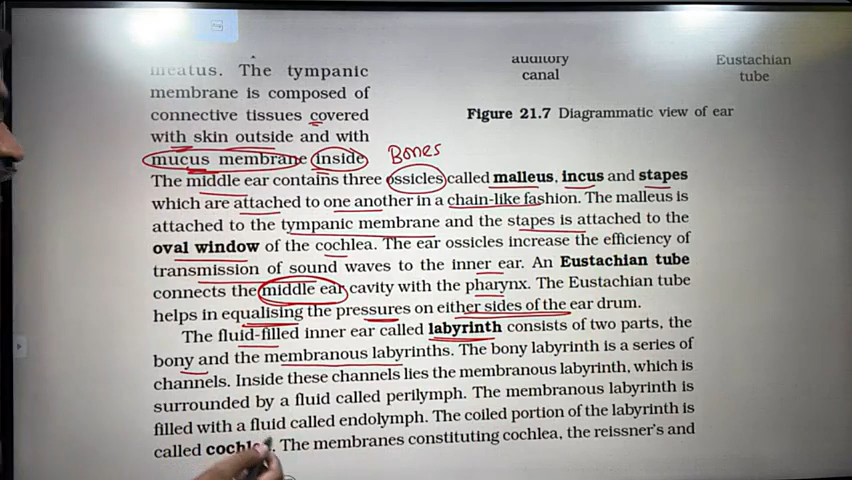 meatus. The tympanic
membrane is composed of
connective tissues covered
with skin outside and with
mucus membrane inside.
auditory
canal
Eustachian
tube
Figure 21.7 Diagrammatic view of ear
Bones
The middle ear contains three ossicles called malleus, incus and stapes
which are attached to one another in a chain-like fashion. The malleus is
attached to the tympanic membrane and the stapes is attached to the
oval window of the cochlea. The ear ossicles increase the efficiency of
transmission of sound waves to the inner ear. An Eustachian tube
connects the middle ear cavity with the pharynx. The Eustachian tube
helps in equalising the pressures on either sides of the ear drum.
The fluid-filled inner ear called labyrinth consists of two parts, the
bony and the membranous labyrinths. The bony labyrinth is a series of
channels. Inside these channels lies the membranous labyrinth, which is
surrounded by a fluid called perilymph. The membranous labyrinth is
filled with a fluid called endolymph. The coiled portion of the labyrinth is
called cochlea. The membranes constituting cochlea, the reissner's and